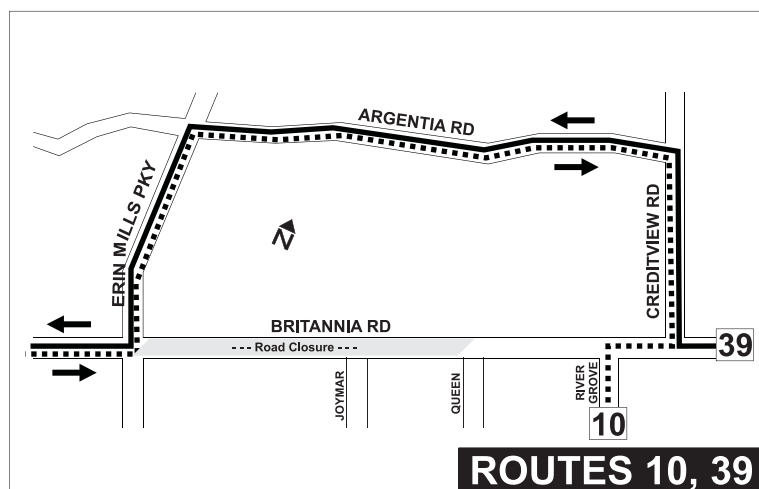 ARGENTIA RD
ERIN MILLS PKY
N
CREDITVIEW RD
BRITANNIA RD
Road Closure
39
JOYMAR
QUEEN
RIVER
GROVE
10
ROUTES 10, 39